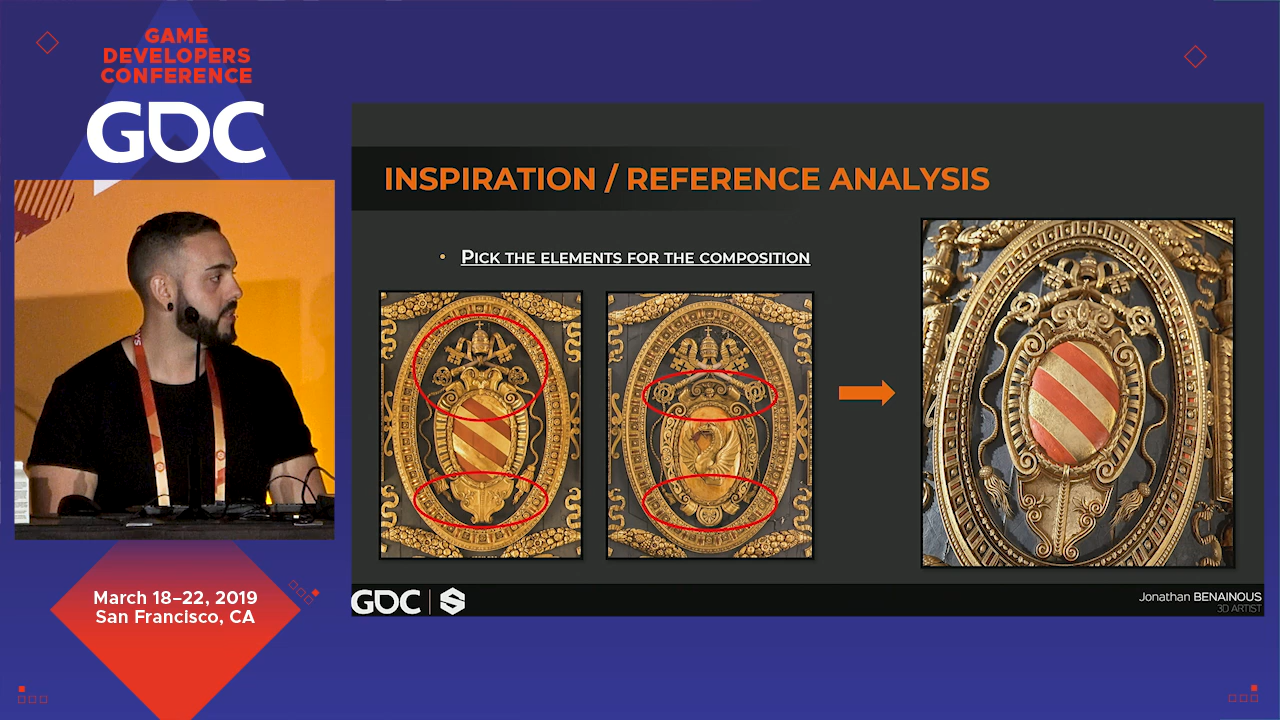 GAME
DEVELOPERS
CONFERENCE
GDC
INSPIRATION / REFERENCE ANALYSIS
• PICK THE ELEMENTS FOR THE COMPOSITION
March 18–22, 2019
San Francisco, CA
GDC
Jonathan BENAINOUS
3D ARTIST